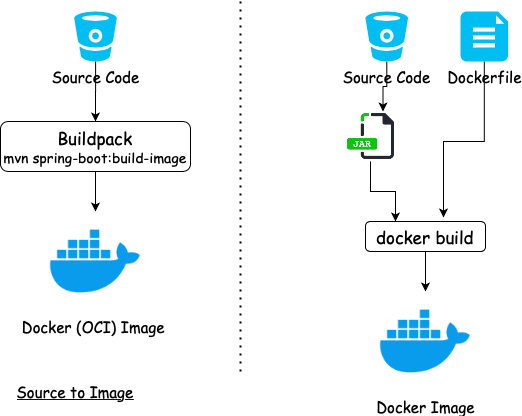 Source Code
Buildpack
mvn spring-boot:build-image
Docker (OCI) Image
Source to Image
Source Code
Dockerfile
JAR
docker build
Docker Image